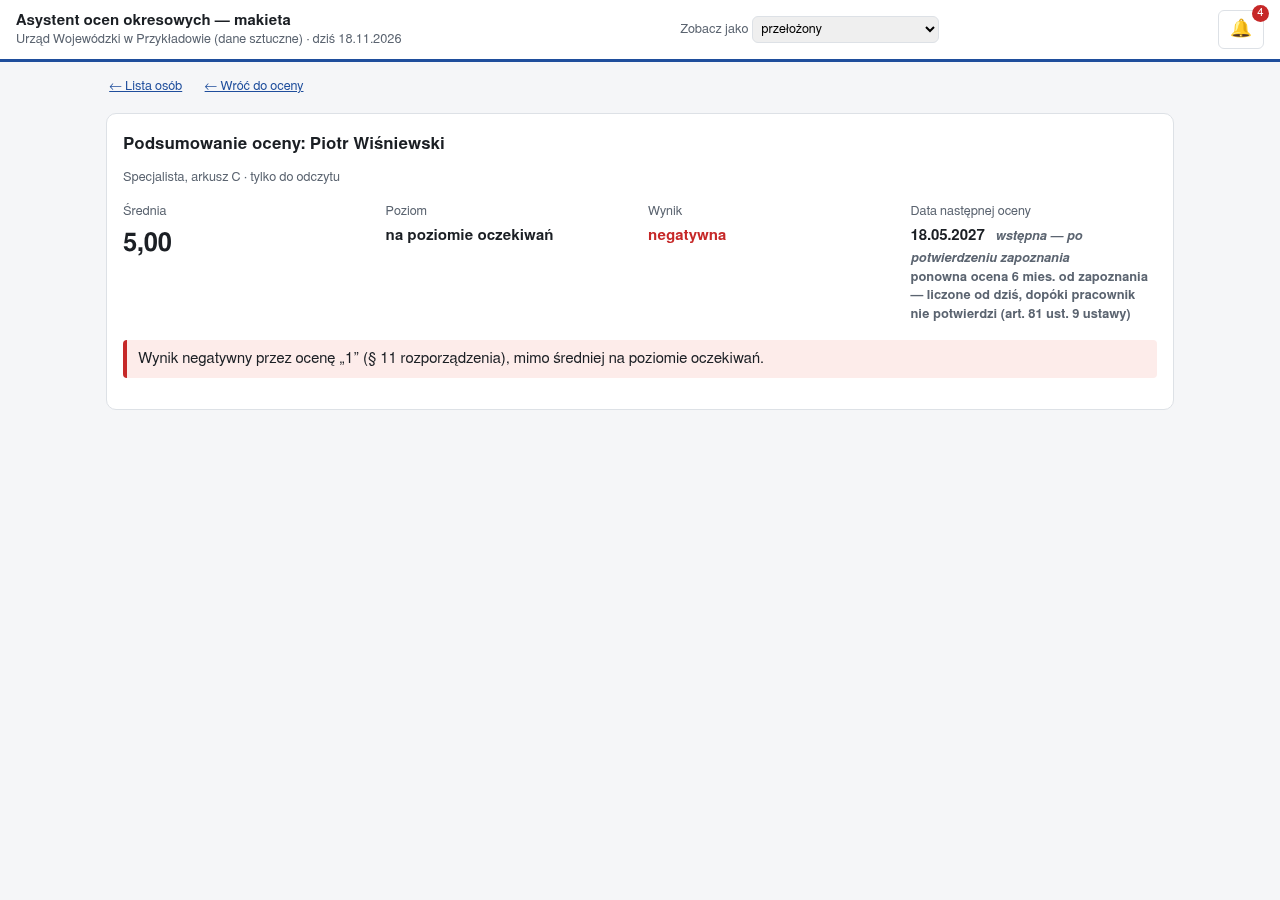 Asystent ocen okresowych — makieta
Urząd Wojewódzki w Przykładowie (dane sztuczne) · dziś 18.11.2026
Zobacz jako przełożony
4
← Lista osób ← Wróć do oceny
Podsumowanie oceny: Piotr Wiśniewski
Specjalista, arkusz C · tylko do odczytu
Średnia
5,00
Poziom
na poziomie oczekiwań
Wynik
negatywna
Data następnej oceny
18.05.2027 wstępna — po
potwierdzeniu zapoznania
ponowna ocena 6 mies. od zapoznania
— liczone od dziś, dopóki pracownik
nie potwierdzi (art. 81 ust. 9 ustawy)
Wynik negatywny przez ocenę „1” (§ 11 rozporządzenia), mimo średniej na poziomie oczekiwań.